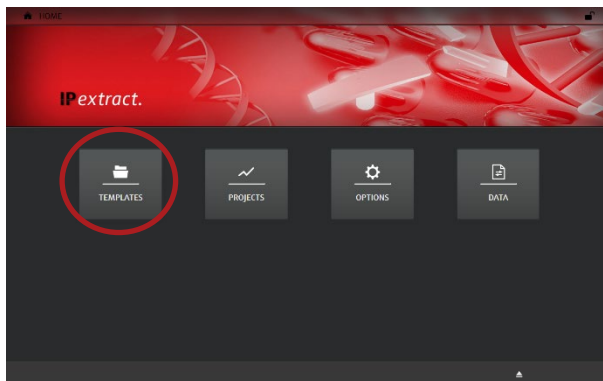 HOME
IPextract.
TEMPLATES
PROJECTS
OPTIONS
DATA